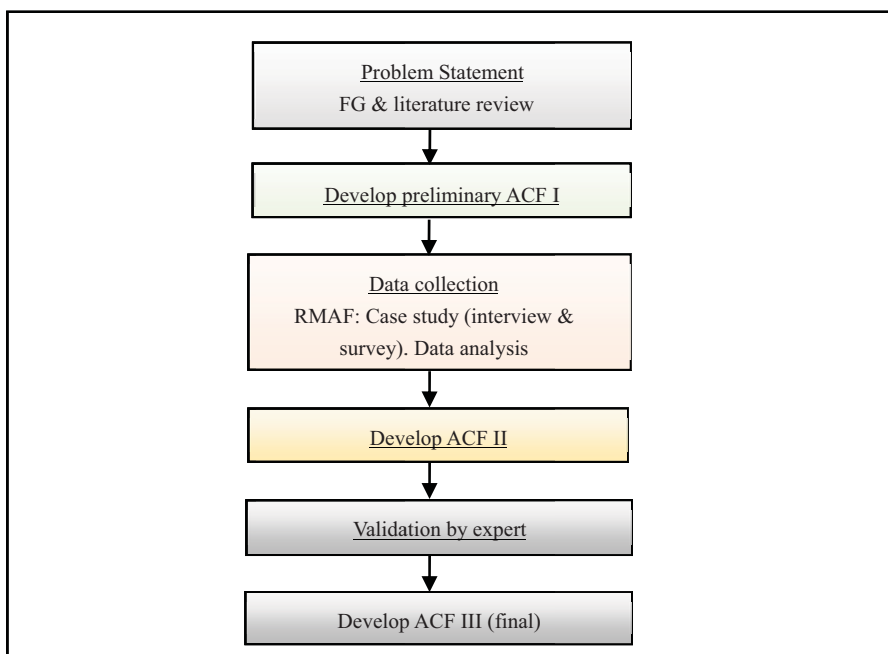 Problem Statement
FG & literature review
Develop preliminary ACF I
Data collection
RMAF: Case study (interview &
survey). Data analysis
Develop ACF II
Validation by expert
Develop ACF III (final)